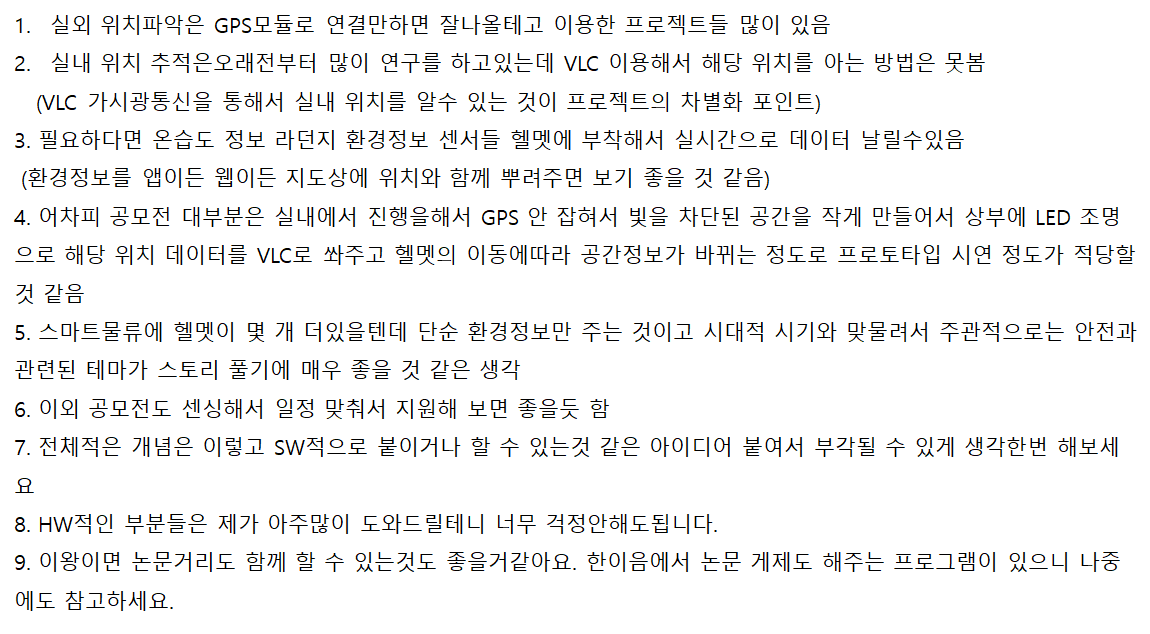 1. 실외 위치파악은 GPS모듈로 연결만하면 잘나올테고 이용한 프로젝트들 많이 있음
2. 실내 위치 추적은오래전부터 많이 연구를 하고있는데 VLC 이용해서 해당 위치를 아는 방법은 못봄
(VLC 가시광통신을 통해서 실내 위치를 알수 있는 것이 프로젝트의 차별화 포인트)
3. 필요하다면 온습도 정보 라던지 환경정보 센서들 헬멧에 부착해서 실시간으로 데이터 날릴수있음
(환경정보를 앱이든 웹이든 지도상에 위치와 함께 뿌려주면 보기 좋을 것 같음)
4. 어차피 공모전 대부분은 실내에서 진행을해서 GPS 안 잡혀서 빛을 차단된 공간을 작게 만들어서 상부에 LED 조명
으로 해당 위치 데이터를 VLC로 쏴주고 헬멧의 이동에따라 공간정보가 바뀌는 정도로 프로토타입 시연 정도가 적당할
것 같음
5. 스마트물류에 헬멧이 몇 개 더있을텐데 단순 환경정보만 주는 것이고 시대적 시기와 맞물려서 주관적으로는 안전과
관련된 테마가 스토리 풀기에 매우 좋을 것 같은 생각
6. 이외 공모전도 센싱해서 일정 맞춰서 지원해 보면 좋을듯 함
7. 전체적은 개념은 이렇고 SW적으로 붙이거나 할 수 있는것 같은 아이디어 붙여서 부각될 수 있게 생각한번 해보세
요
8. HW적인 부분들은 제가 아주많이 도와드릴테니 너무 걱정안해도됩니다.
9. 이왕이면 논문거리도 함께 할 수 있는것도 좋을거같아요. 한이음에서 논문 게제도 해주는 프로그램이 있으니 나중
에도 참고하세요.